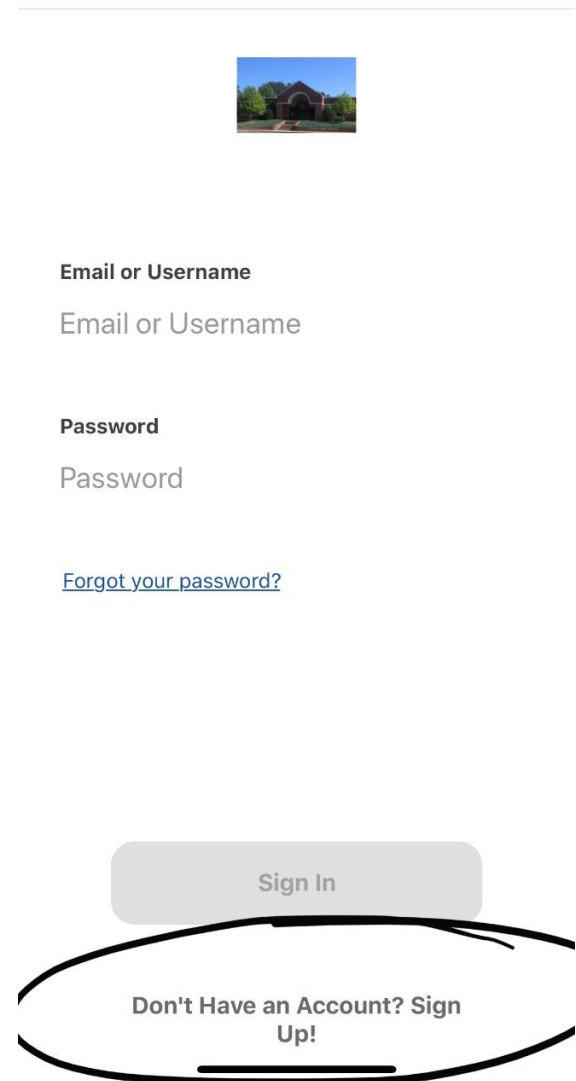 Email or Username
Email or Username
Password
Password
Forgot your password?
Sign In
Don't Have an Account? Sign
Up!